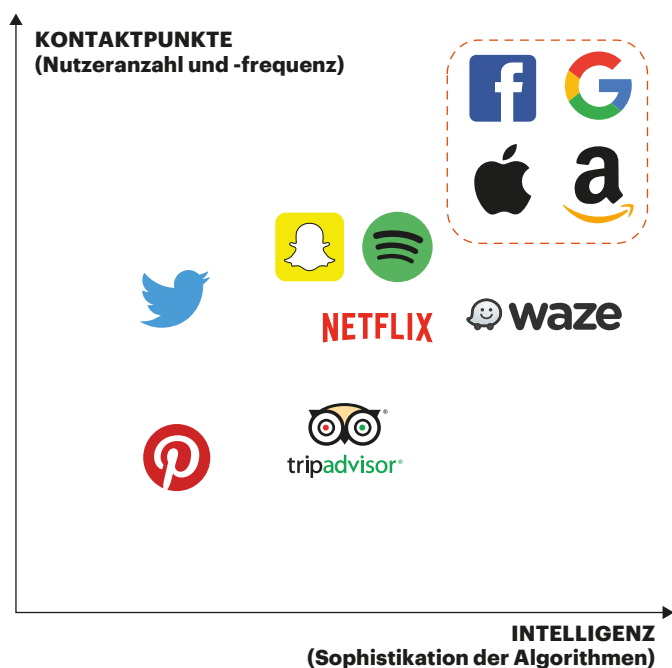 KONTAKTPUNKTE
(Nutzeranzahl und -frequenz)
f G
a
NETFLIX
waze
tripadvisor®
INTELLIGENZ
(Sophistikation der Algorithmen)